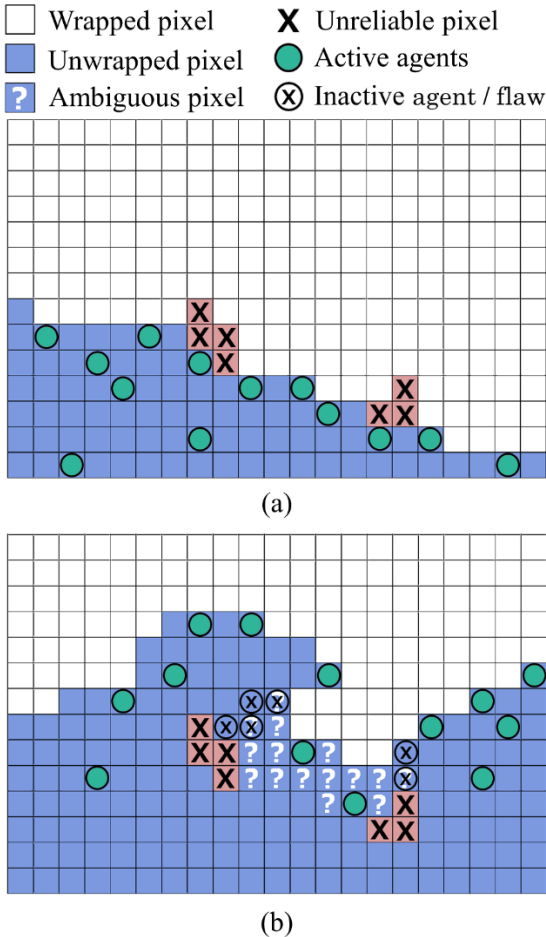 Wrapped pixel X Unreliable pixel
Unwrapped pixel Active agents
? Ambiguous pixel x Inactive agent / flaw
X
X X
X
X
X X
(a)
x x
X x x ?
X X ? ? ? x
X ? ? ? ? ? ? x
? ? X
X X
(b)